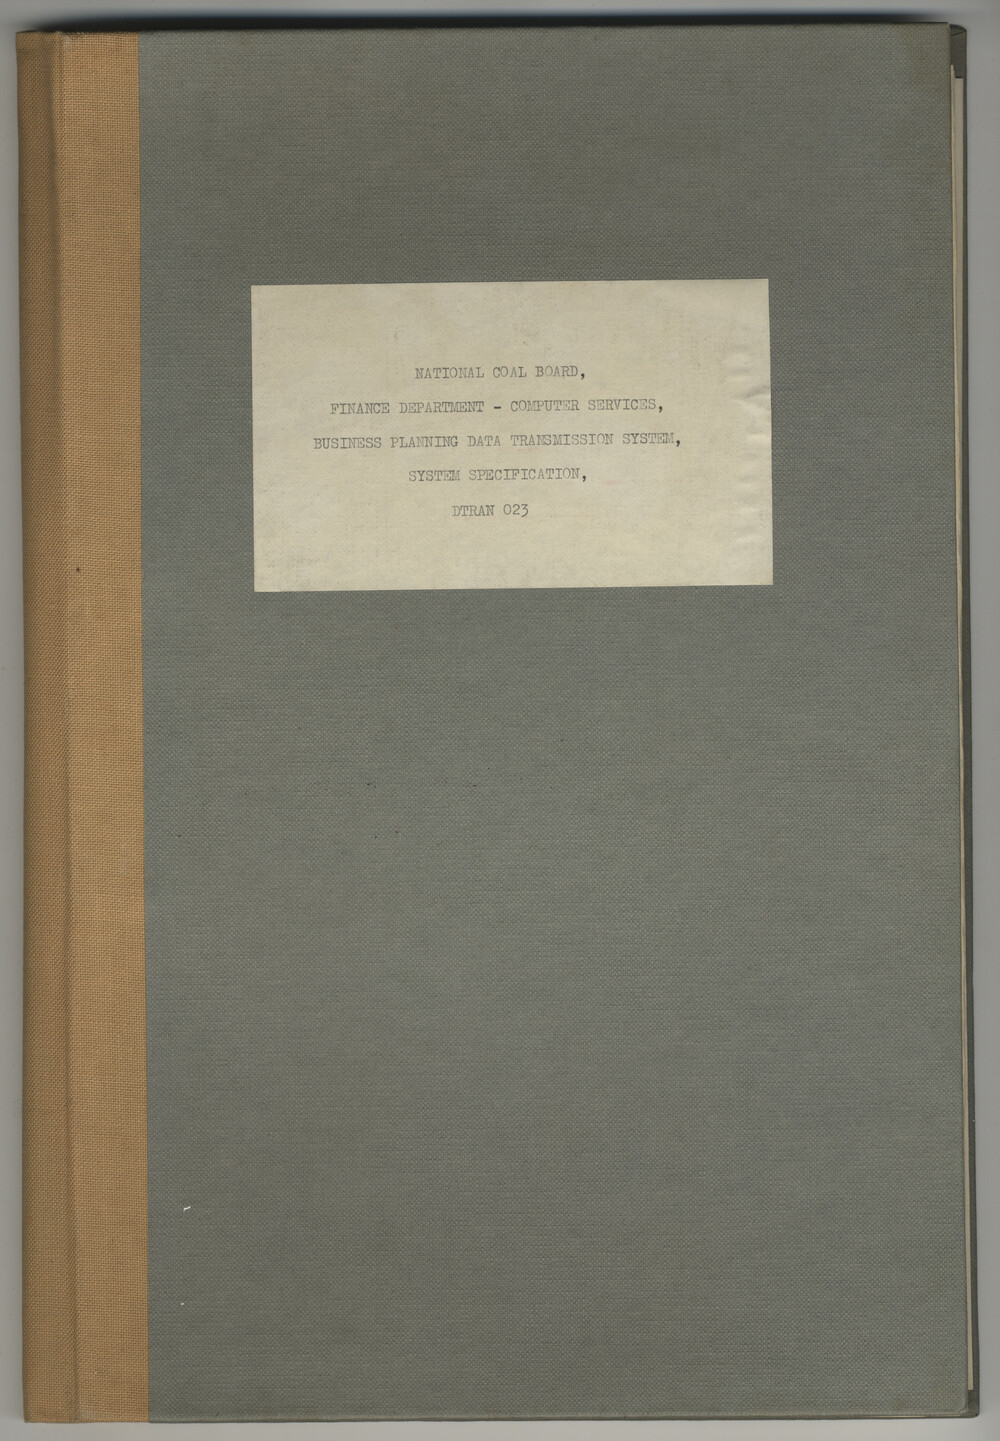 NATIONAL COAL BOARD,
FINANCE DEPARTMENT - COMPUTER SERVICES,
BUSINESS PLANNING DATA TRANSMISSION SYSTEM,
SYSTEM SPECIFICATION,
DTRAN 023